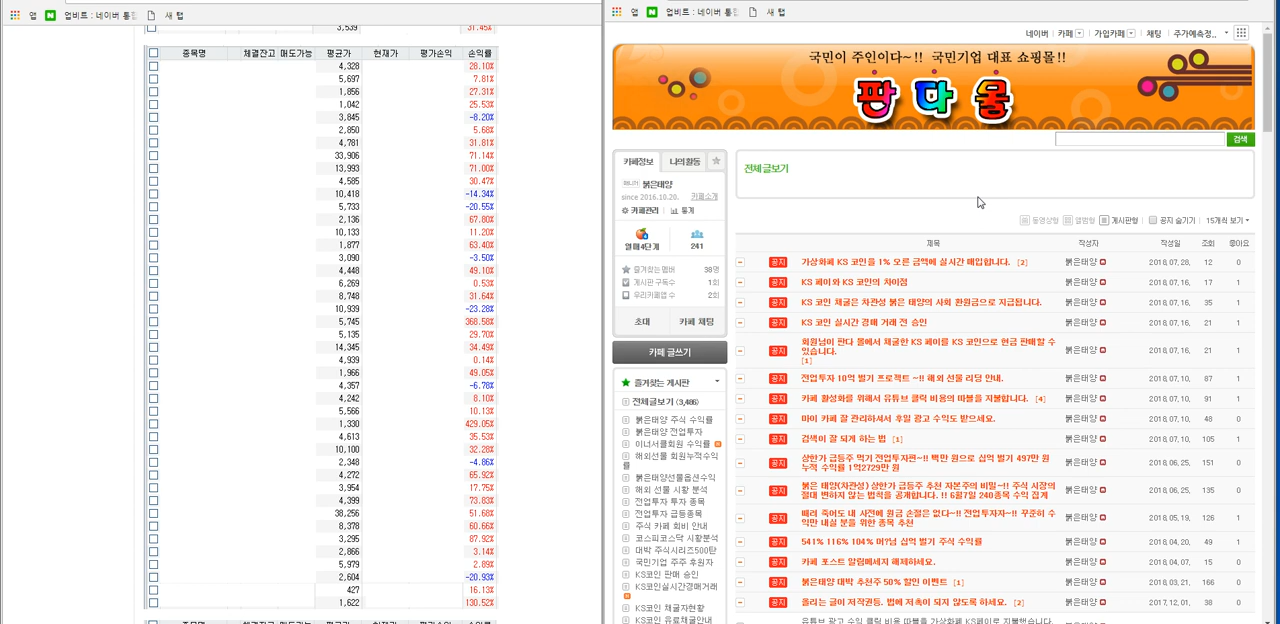 앱 업비트 : 네이버 통합 새 탭
3,539 31.45%
종목명 체결잔고 매도가능 평균가 현재가 평가손익 손익률
4,328 28.10%
5,697 7.81%
1,856 27.31%
1,042 25.53%
3,845 -8.20%
2,850 5.68%
4,781 31.81%
33,906 71.14%
13,993 71.00%
4,585 30.47%
10,418 -14.34%
5,733 -20.55%
2,136 67.80%
10,133 11.20%
1,877 63.40%
3,090 -3.50%
4,448 49.10%
6,269 0.53%
8,748 31.64%
10,939 -23.28%
5,745 368.58%
5,135 29.70%
14,345 34.49%
4,939 0.14%
1,966 49.05%
4,357 -6.78%
4,242 8.10%
5,566 10.13%
1,330 429.05%
4,613 35.53%
10,100 32.28%
2,348 -4.86%
4,272 65.92%
3,954 17.75%
4,399 73.83%
38,256 51.68%
8,378 60.66%
3,295 87.92%
2,866 3.14%
5,979 2.89%
2,604 -20.93%
427 16.13%
1,622 130.52%
앱 업비트 : 네이버 통합 새 탭
네이버 카페 가입카페 채팅 주가예측정..
국민이 주인이다~!! 국민기업 대표 쇼핑몰!!
판다몰
검색
카페정보 나의활동
매니저 붉은태양
since 2016.10.20. 카페소개
카페관리 통계
열매4단계 241
즐겨찾는 멤버 38명
게시판 구독수 1회
우리카페앱 수 2회
초대 카페 채팅
카페 글쓰기
즐겨찾는 게시판
전체글보기 (3,486)
붉은태양 주식 수익률
붉은태양 전업투자
이너서클회원 수익률
해외선물 회원누적수익
률
붉은태양선물옵션수익
해외 선물 시황 분석
전업투자 투자 종목
전업투자 급등종목
주식 카페 회비 안내
코스피코스닥 시황분석
대박 주식시리즈500탄
국민기업 주주 후원자
KS코인 판매 승인
KS코인실시간경매거래
KS코인 채굴자현황
KS코인 유료채굴안내
전체글보기
동영상형 앨범형 게시판형 공지 숨기기 15개씩 보기
제목 작성자 작성일 조회 좋아요
공지 가상화폐 KS 코인을 1% 오른 금액에 실시간 매입합니다. [2] 붉은태양 2018.07.28. 12 0
공지 KS 페이와 KS 코인의 차이점 붉은태양 2018.07.16. 17 1
공지 KS 코인 채굴은 차관성 붉은 태양의 사회 환원금으로 지급됩니다. 붉은태양 2018.07.16. 35 1
공지 KS 코인 실시간 경매 거래 전 승인 붉은태양 2018.07.16. 21 1
공지 회원님이 판다 몰에서 채굴한 KS 페이를 KS 코인으로 현금 판매할 수
있습니다. 붉은태양 2018.07.16. 21 1
[1]
공지 전업투자 10억 벌기 프로젝트 ~!! 해외 선물 리딩 안내. 붉은태양 2018.07.10. 87 1
공지 카페 활성화를 위해서 유튜브 클릭 비용의 따블을 지불합니다. [4] 붉은태양 2018.07.10. 91 1
공지 마이 카페 잘 관리하셔서 후일 광고 수익도 받으세요. 붉은태양 2018.07.10. 48 0
공지 검색이 잘 되게 하는 법 [1] 붉은태양 2018.07.10. 105 1
공지 상한가 급등주 먹기 전업투자편~!! 백만 원으로 십억 벌기 497만 원
누적 수익률 1억2729만 원 붉은태양 2018.06.25. 151 0
공지 붉은 태양(차관성) 상한가 급등주 추천 자본주의 비밀~!! 주식 시장의
절대 변하지 않는 법칙을 공개합니다. !! 6월7일 240종목 수익 집계 붉은태양 2018.06.25. 135 0
공지 때려 죽여도 내 사전에 원금 손절은 없다~!! 전업투자자~!! 꾸준히 수
익만 내실 분을 위한 종목 추천 붉은태양 2018.05.19. 126 1
공지 541% 116% 104% 머?님 십억 벌기 주식 수익률 붉은태양 2018.04.20. 49 1
공지 카페 포스트 알람메세지 해제하세요. 붉은태양 2018.04.07. 15 0
공지 붉은태양 대박 추천주 50% 할인 이벤트 [1] 붉은태양 2018.03.21. 166 0
공지 올리는 글이 저작권등. 법에 저촉이 되지 않도록 하세요. [2] 붉은태양 2017.12.01. 38 0
유튜브 광고 수입 클릭 비용 따블을 가상화폐 KS페이로 지불했습니다.